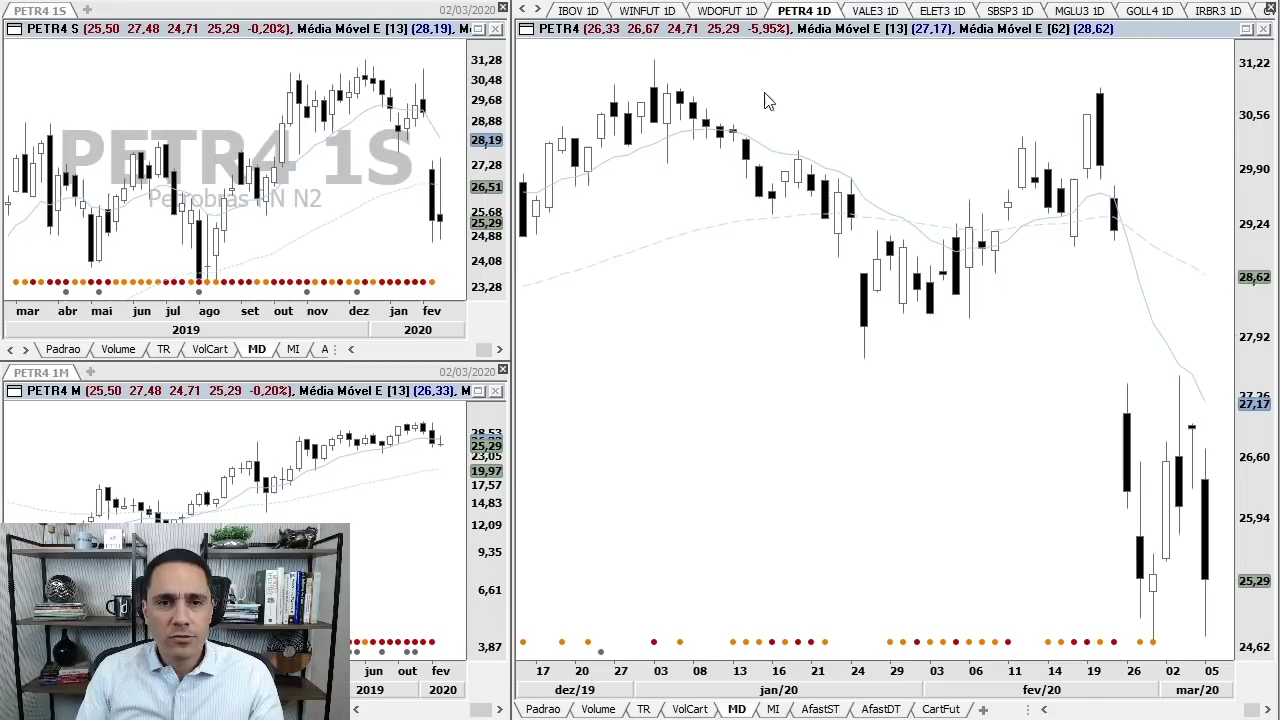 PETR4 1S
02/03/2020
PETR4 S (25,50 27,48 24,71 25,29 -0,20%), Média Móvel E [13] (28,19), M
PETR4 1S
Petrobras PN N2
31,28
30,48
29,68
28,88
28,19
27,28
26,51
25,68
25,29
24,88
24,08
23,28
mar abr mai jun jul ago set out nov dez jan fev
2019 2020
Padrao Volume TR VolCart MD MI A
PETR4 1M
02/03/2020
PETR4 M (25,50 27,48 24,71 25,29 -0,20%), Média Móvel E [13] (26,33), M
28,53
25,29
23,05
19,97
17,57
14,83
12,09
9,35
6,61
3,87
jun out fev
2019 2020
IBOV 1D WINFUT 1D WDOFUT 1D PETR4 1D VALE3 1D ELET3 1D SBSP3 1D MGLU3 1D GOLL4 1D IRBR3 1D
PETR4 (26,33 26,67 24,71 25,29 -5,95%), Média Móvel E [13] (27,17), Média Móvel E [62] (28,62)
31,22
30,56
29,90
29,24
28,62
27,92
27,26
27,17
26,60
25,94
25,29
24,62
17 20 27 03 08 13 16 21 24 29 03 06 11 14 19 26 02 05
dez/19 jan/20 fev/20 mar/20
Padrao Volume TR VolCart MD MI AfastST AfastDT CartFut